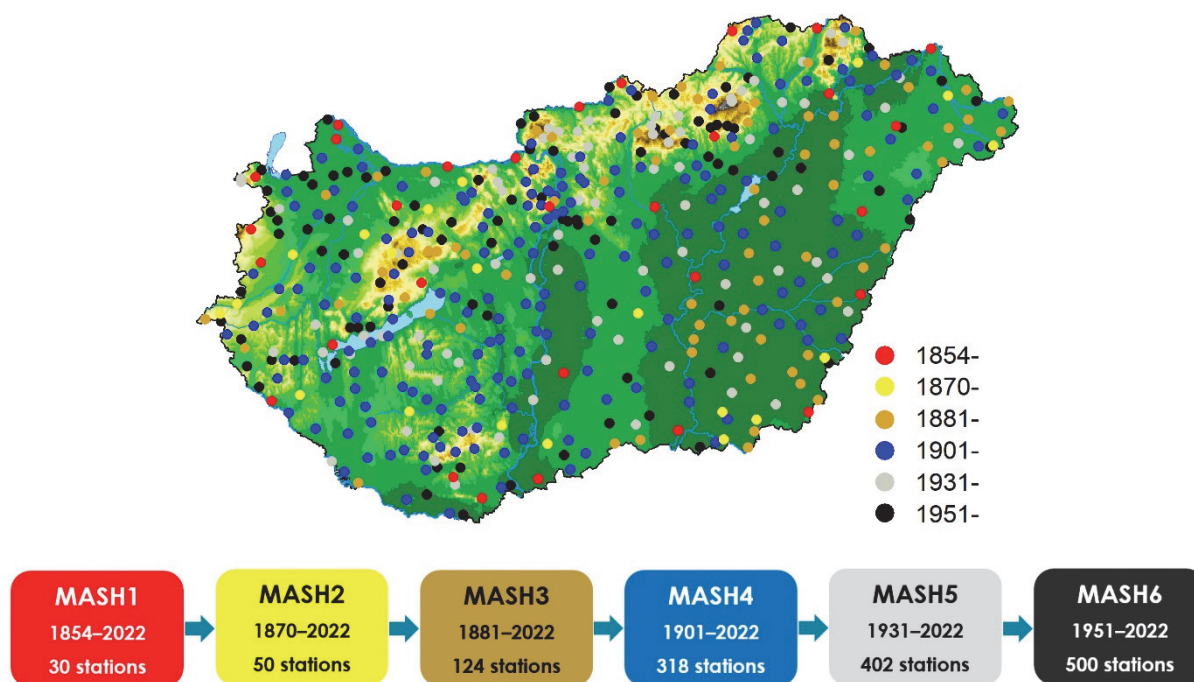 1854-
1870-
1881-
1901-
1931-
1951-
MASH1
1854–2022
30 stations
MASH2
1870–2022
50 stations
MASH3
1881–2022
124 stations
MASH4
1901–2022
318 stations
MASH5
1931–2022
402 stations
MASH6
1951–2022
500 stations